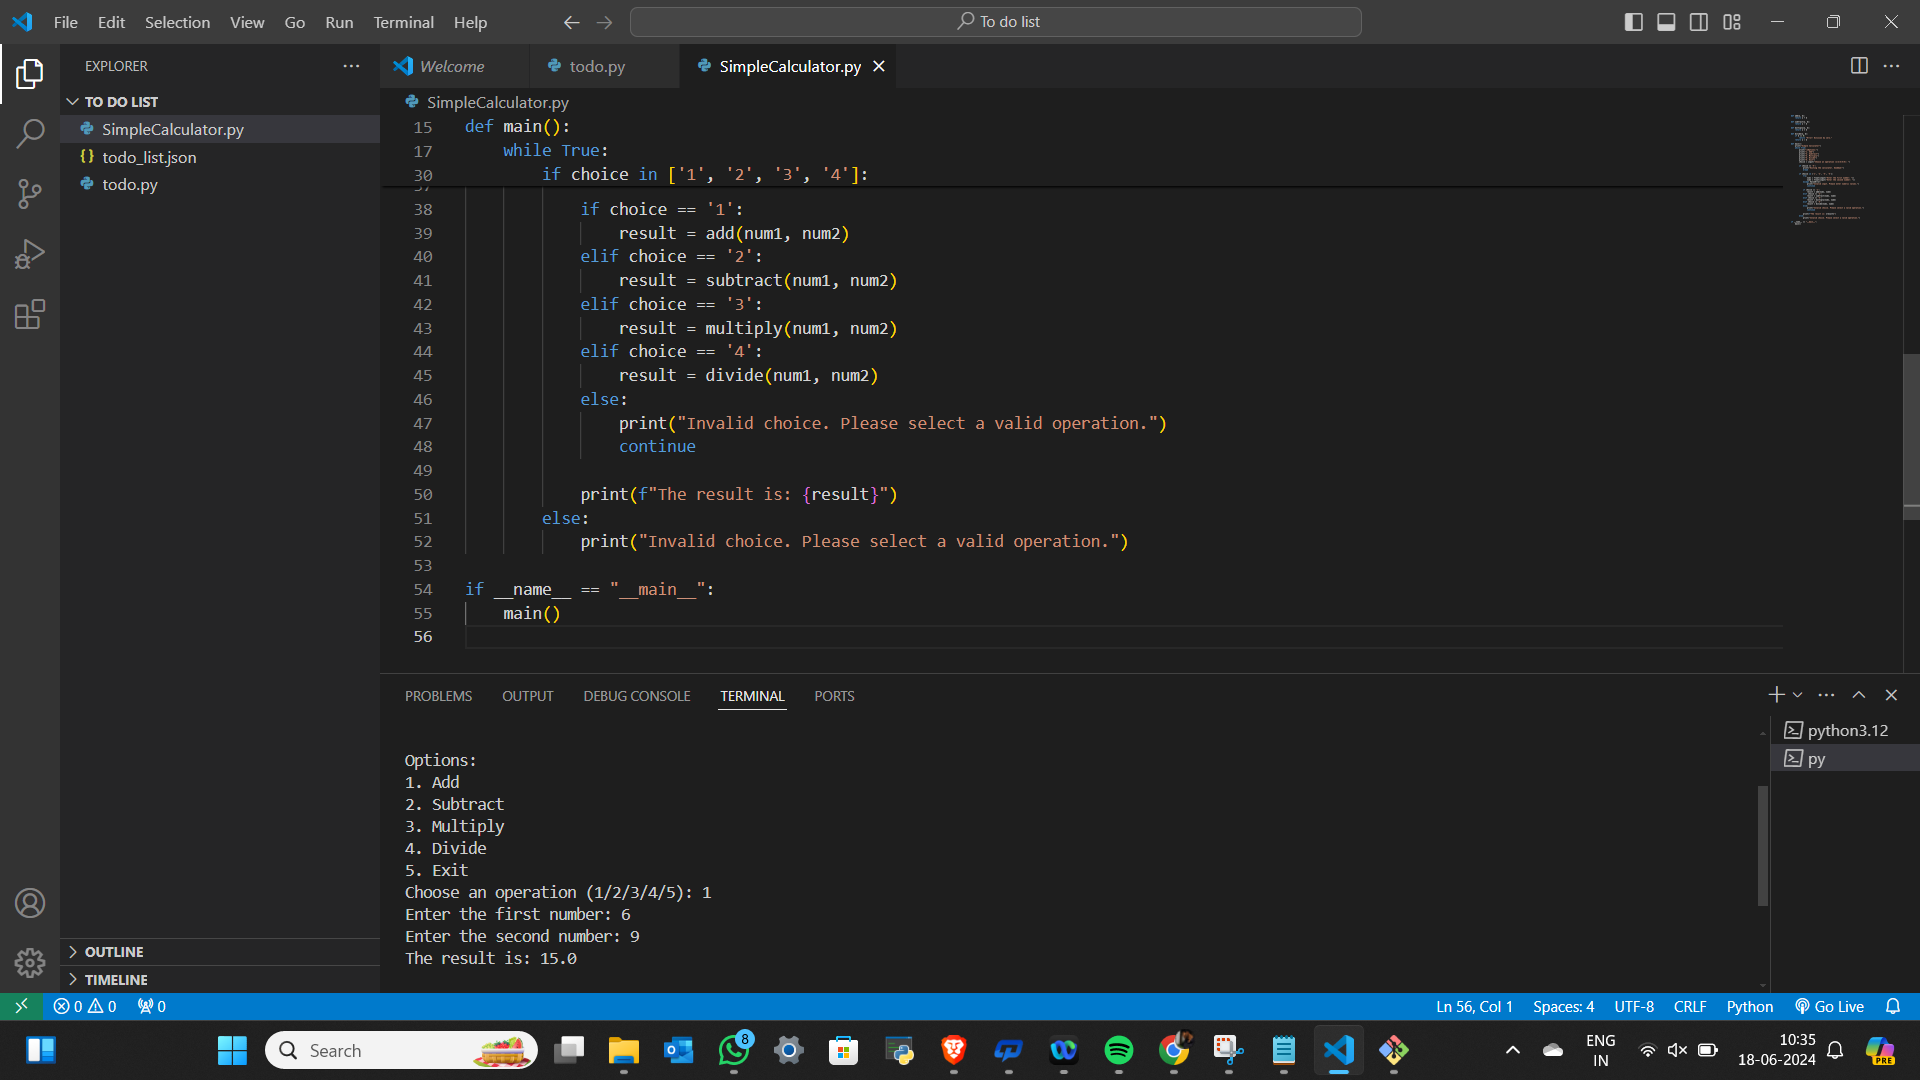 File Edit Selection View Go Run Terminal Help
To do list
EXPLORER
Welcome
todo.py
SimpleCalculator.py
TO DO LIST
SimpleCalculator.py
todo_list.json
todo.py
SimpleCalculator.py
15 def main():
17 while True:
30 if choice in ['1', '2', '3', '4']:
37
38 if choice == '1':
39 result = add(num1, num2)
40 elif choice == '2':
41 result = subtract(num1, num2)
42 elif choice == '3':
43 result = multiply(num1, num2)
44 elif choice == '4':
45 result = divide(num1, num2)
46 else:
47 print("Invalid choice. Please select a valid operation.")
48 continue
49
50 print(f"The result is: {result}")
51 else:
52 print("Invalid choice. Please select a valid operation.")
53
54 if __name__ == "__main__":
55 main()
56
PROBLEMS OUTPUT DEBUG CONSOLE TERMINAL PORTS
python3.12
py
Options:
1. Add
2. Subtract
3. Multiply
4. Divide
5. Exit
Choose an operation (1/2/3/4/5): 1
Enter the first number: 6
Enter the second number: 9
The result is: 15.0
OUTLINE
TIMELINE
0 0 0
Ln 56, Col 1 Spaces: 4 UTF-8 CRLF Python Go Live
Search
8
PRE
ENG
IN
10:35
18-06-2024